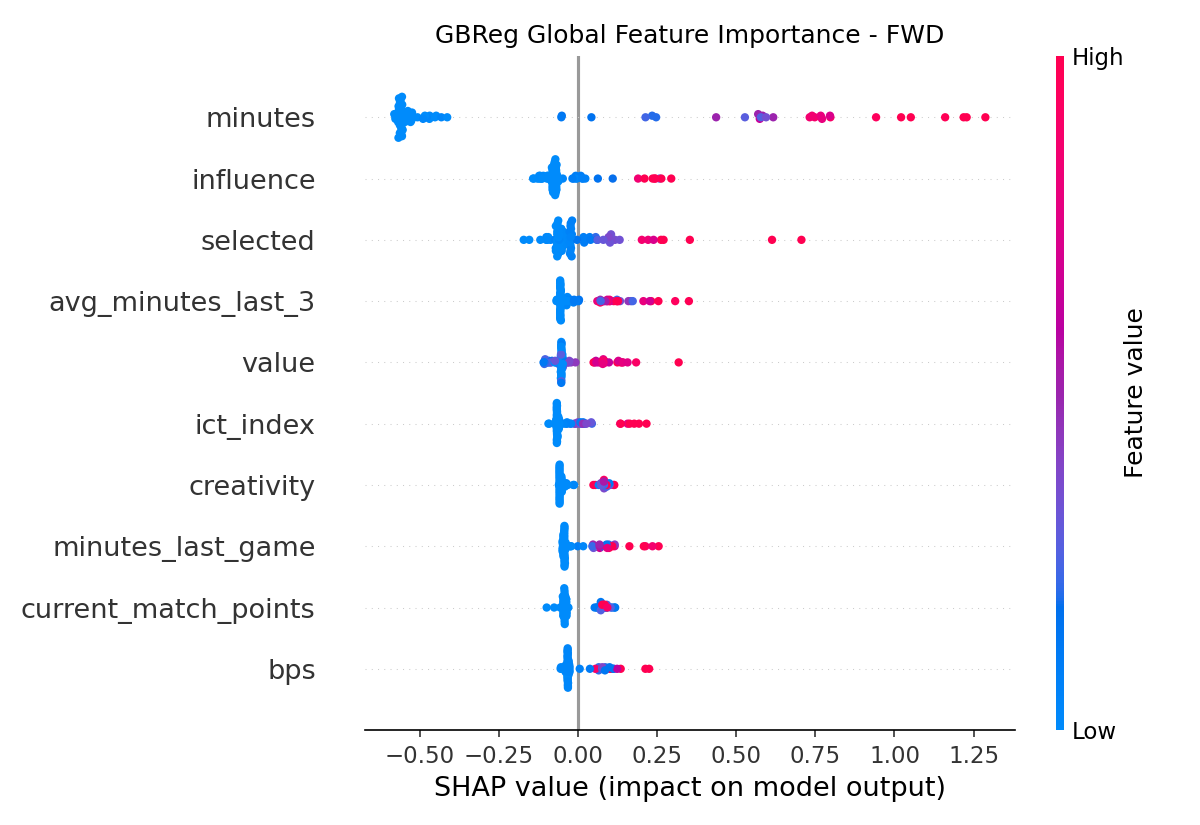 GBReg Global Feature Importance - FWD
High
minutes
influence
selected
avg_minutes_last_3
value
ict_index
creativity
minutes_last_game
current_match_points
bps
Feature value
Low
−0.50 −0.25 0.00 0.25 0.50 0.75 1.00 1.25
SHAP value (impact on model output)